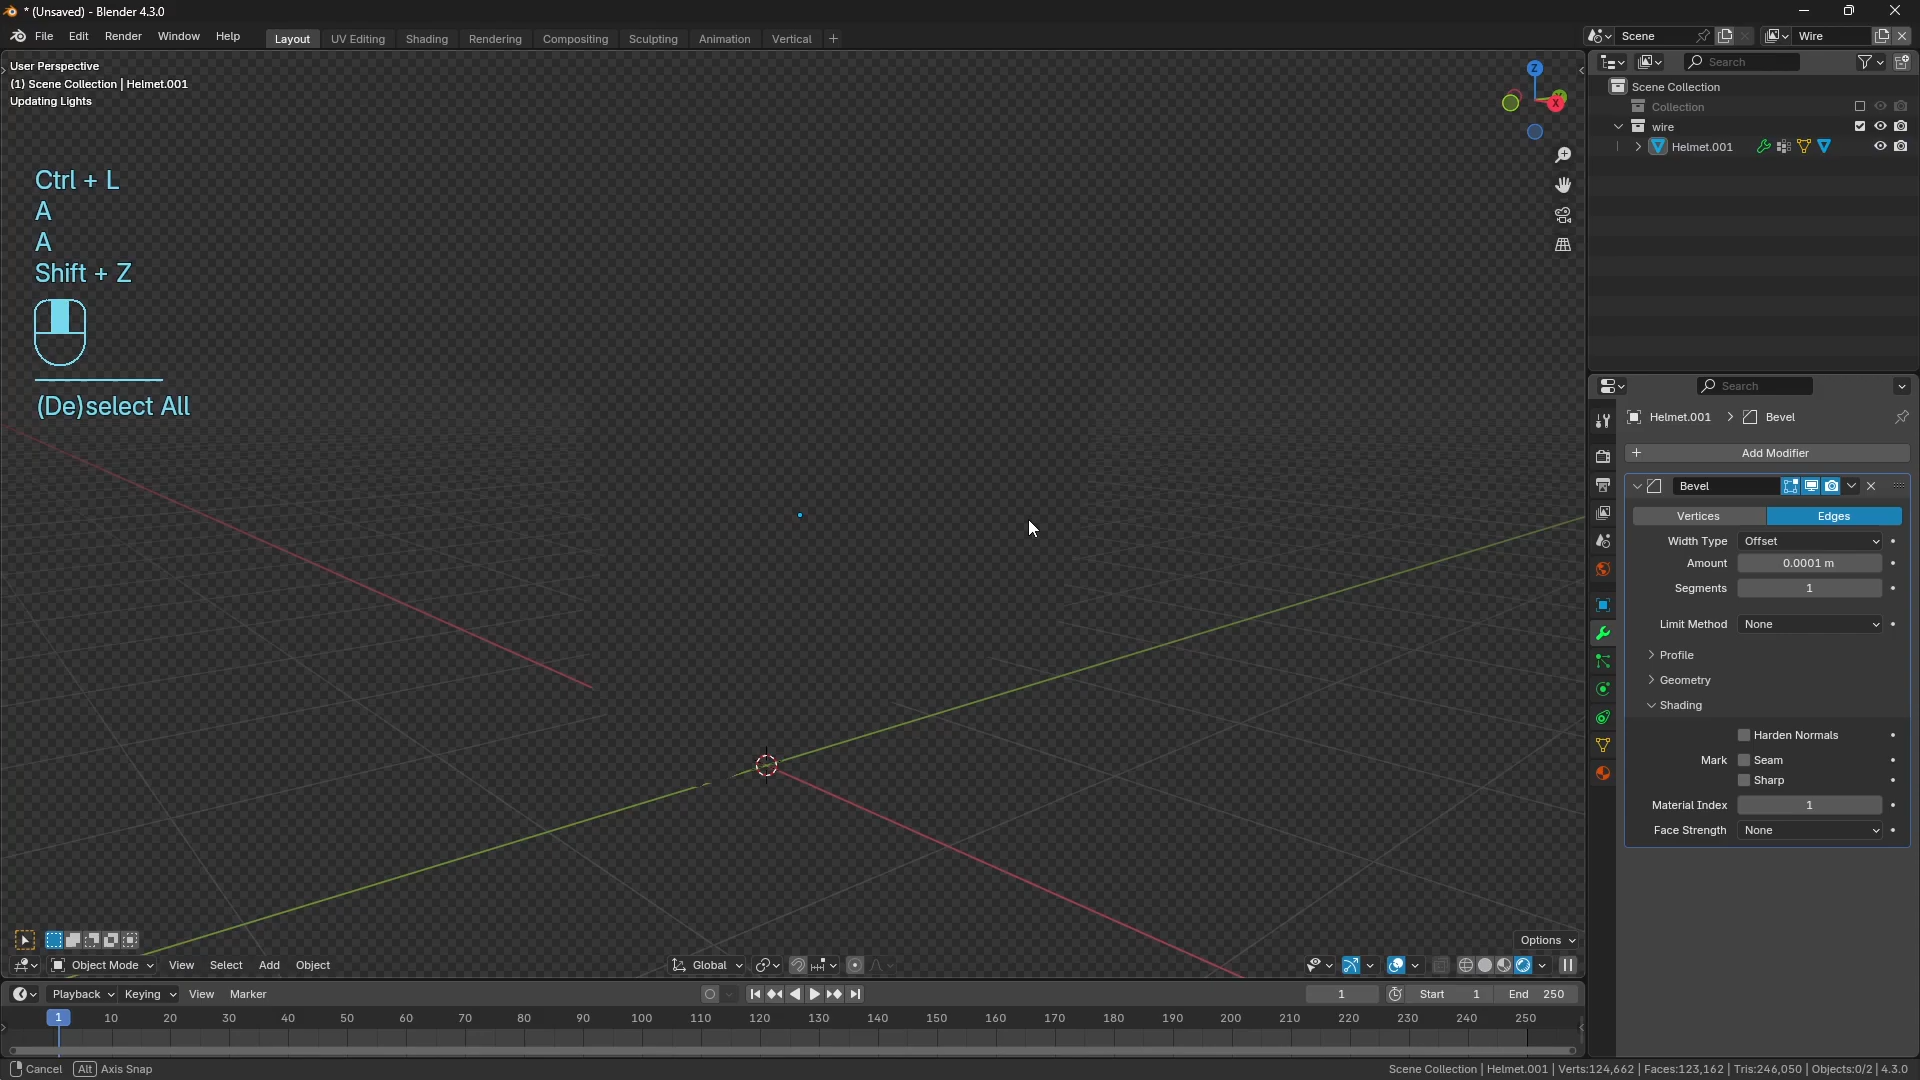 * (Unsaved) - Blender 4.3.0
File Edit Render Window Help
Layout UV Editing Shading Rendering Compositing Sculpting Animation Vertical +
Scene
Wire
User Perspective
(1) Scene Collection | Helmet.001
Updating Lights
Ctrl + L
A
A
Shift + Z
(De)select All
Z
Y
X
Options
Object Mode View Select Add Object
Global
Search
Scene Collection
Collection
wire
Helmet.001
Search
Helmet.001 > Bevel
+ Add Modifier
Bevel
Vertices Edges
Width Type Offset
Amount 0.0001 m
Segments 1
Limit Method None
Profile
Geometry
Shading
Harden Normals
Mark Seam
Sharp
Material Index 1
Face Strength None
Playback Keying View Marker
1
Start 1
End 250
1 10 20 30 40 50 60 70 80 90 100 110 120 130 140 150 160 170 180 190 200 210 220 230 240 250
Cancel Alt Axis Snap
Scene Collection | Helmet.001 | Verts:124,662 | Faces:123,162 | Tris:246,050 | Objects:0/2 | 4.3.0